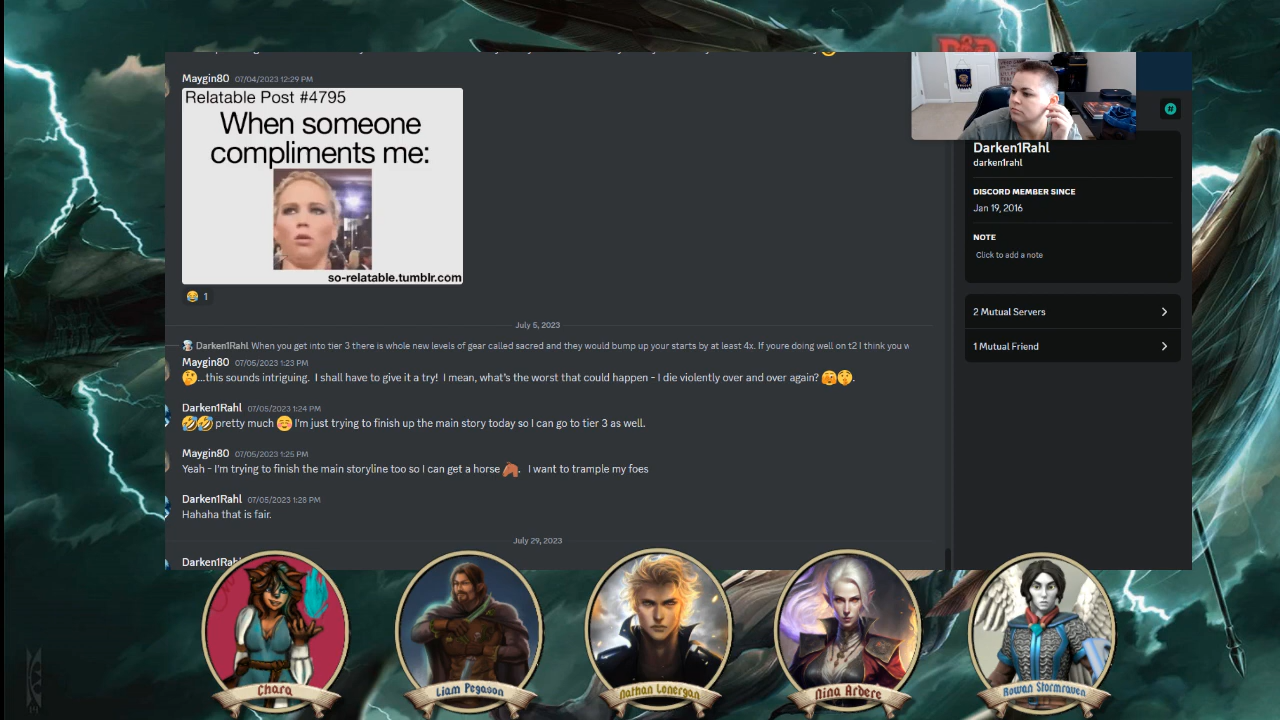 D&D
Maygin80 07/04/2023 12:29 PM
Relatable Post #4795
When someone
compliments me:
so-relatable.tumblr.com
1
July 5, 2023
Darken1Rahl When you get into tier 3 there is whole new levels of gear called sacred and they would bump up your starts by at least 4x. If youre doing well on t2 I think you w
Maygin80 07/05/2023 1:23 PM
🤔...this sounds intriguing. I shall have to give it a try! I mean, what's the worst that could happen - I die violently over and over again? 🫣🤫.
Darken1Rahl 07/05/2023 1:24 PM
🤣🤣 pretty much ☺️ I'm just trying to finish up the main story today so I can go to tier 3 as well.
Maygin80 07/05/2023 1:25 PM
Yeah - I'm trying to finish the main storyline too so I can get a horse 🐴. I want to trample my foes
Darken1Rahl 07/05/2023 1:28 PM
Hahaha that is fair.
July 29, 2023
Darken1Rahl
Darken1Rahl
darken1rahl
DISCORD MEMBER SINCE
Jan 19, 2016
NOTE
Click to add a note
2 Mutual Servers
1 Mutual Friend
Chara
Liam Pegason
Nathan Lonergan
Nina Ardere
Rowan Stormraven